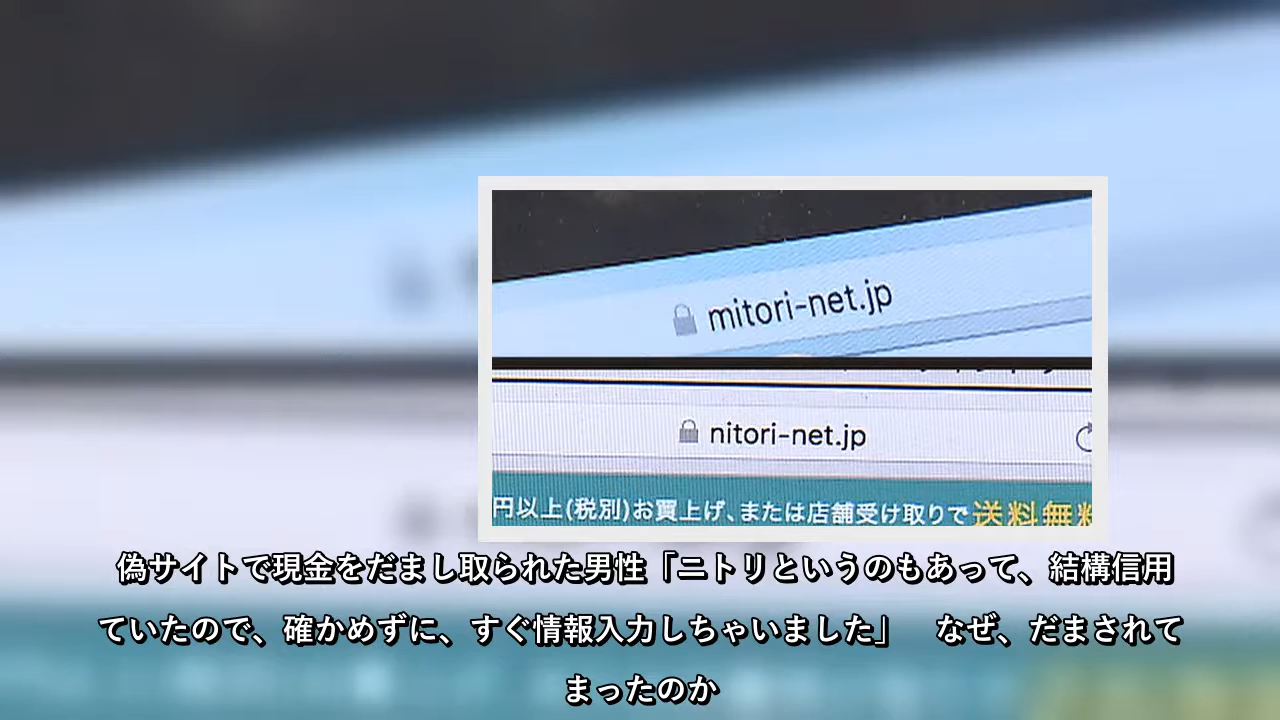 mitori-net.jp
nitori-net.jp
円以上(税別)お買上げ、または店舗受け取りで送料無料
偽サイトで現金をだまし取られた男性「ニトリというのもあって、結構信用
ていたので、確かめずに、すぐ情報入力しちゃいました」　なぜ、だまされて
まったのか